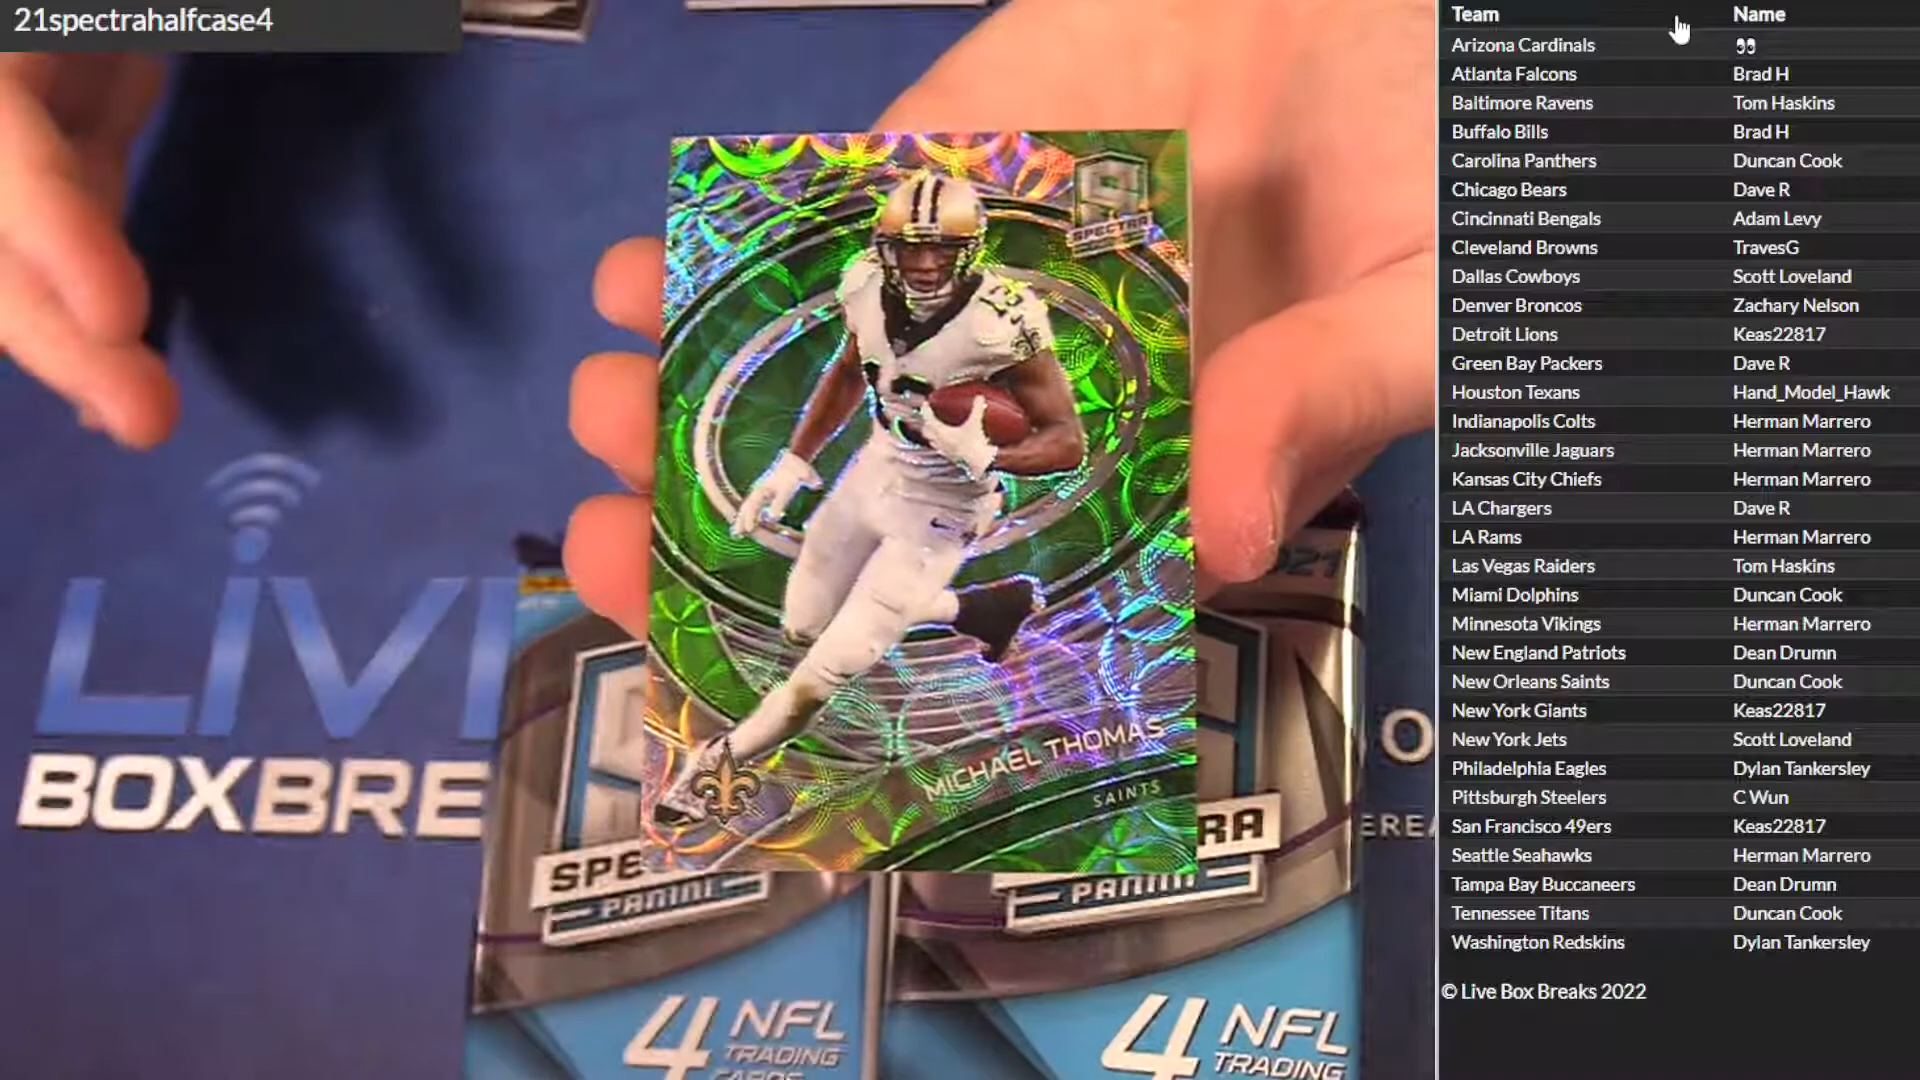 21spectrahalfcase4
SPECTRA
MICHAEL THOMAS
SAINTS
LIV
BOXBRE
SPE
PANINI
4 NFL
TRADING
CARDS
2021
RA
PANINI
4 NFL
TRADING
O
EREA
Team Name
Arizona Cardinals 👀
Atlanta Falcons Brad H
Baltimore Ravens Tom Haskins
Buffalo Bills Brad H
Carolina Panthers Duncan Cook
Chicago Bears Dave R
Cincinnati Bengals Adam Levy
Cleveland Browns TravesG
Dallas Cowboys Scott Loveland
Denver Broncos Zachary Nelson
Detroit Lions Keas22817
Green Bay Packers Dave R
Houston Texans Hand_Model_Hawk
Indianapolis Colts Herman Marrero
Jacksonville Jaguars Herman Marrero
Kansas City Chiefs Herman Marrero
LA Chargers Dave R
LA Rams Herman Marrero
Las Vegas Raiders Tom Haskins
Miami Dolphins Duncan Cook
Minnesota Vikings Herman Marrero
New England Patriots Dean Drumn
New Orleans Saints Duncan Cook
New York Giants Keas22817
New York Jets Scott Loveland
Philadelphia Eagles Dylan Tankersley
Pittsburgh Steelers C Wun
San Francisco 49ers Keas22817
Seattle Seahawks Herman Marrero
Tampa Bay Buccaneers Dean Drumn
Tennessee Titans Duncan Cook
Washington Redskins Dylan Tankersley
© Live Box Breaks 2022